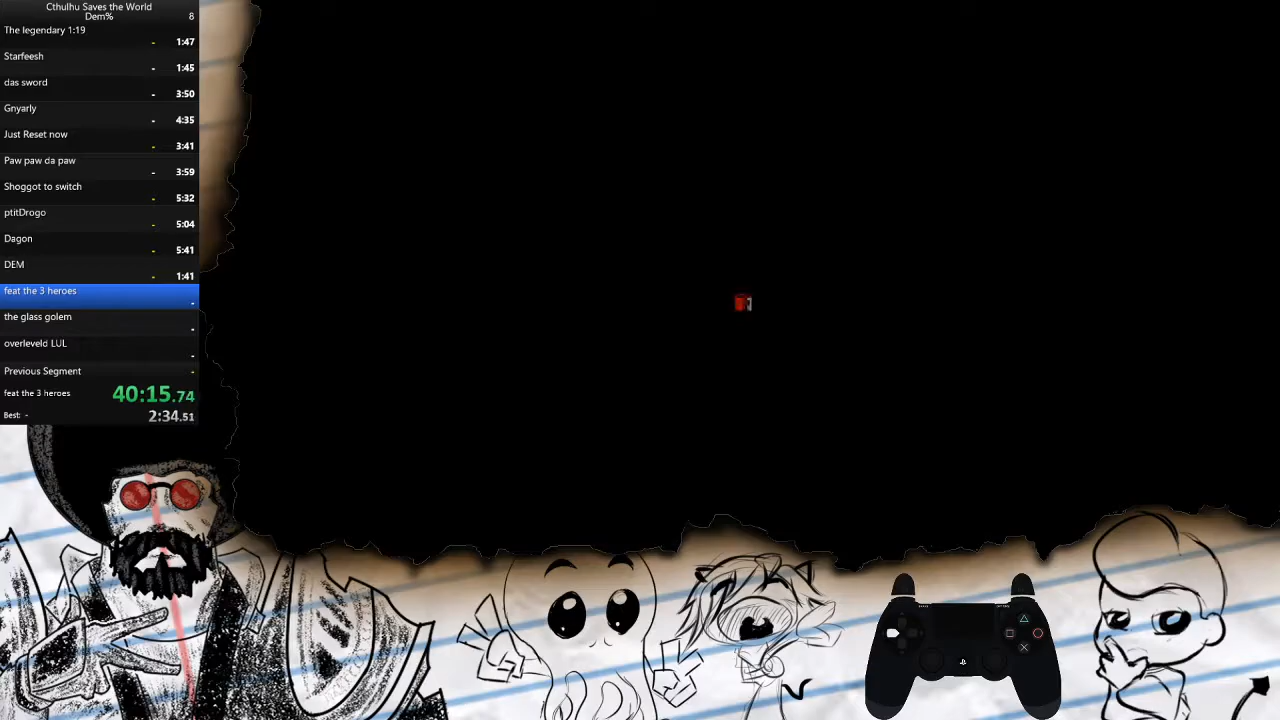 Cthulhu Saves the World
Dem% 8
The legendary 1:19
- 1:47
Starfeesh
- 1:45
das sword
- 3:50
Gnyarly
- 4:35
Just Reset now
- 3:41
Paw paw da paw
- 3:59
Shoggot to switch
- 5:32
ptitDrogo
- 5:04
Dagon
- 5:41
DEM
- 1:41
feat the 3 heroes
-
the glass golem
-
overleveld LUL
-
Previous Segment -
feat the 3 heroes 40:15.74
Best: - 2:34.51